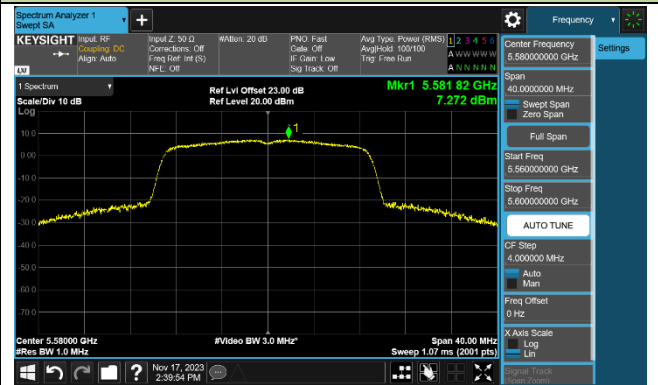 Spectrum Analyzer 1
Swept SA
Frequency
KEYSIGHT
Input: RF
Coupling: DC
Align: Auto
Input Z: 50 Ω
Corrections: Off
Freq Ref: Int (S)
NFE: Off
#Atten: 20 dB
PNO: Fast
Gate: Off
IF Gain: Low
Sig Track: Off
Avg Type: Power (RMS)
Avg|Hold: 100/100
Trig: Free Run
1 2 3 4 5 6
A W W W W W
A N N N N N
LXI
1 Spectrum
Scale/Div 10 dB
Log
Ref Lvl Offset 23.00 dB
Ref Level 20.00 dBm
Mkr1 5.581 82 GHz
7.272 dBm
1
10.0
0.00
-10.0
-20.0
-30.0
-40.0
-50.0
-60.0
-70.0
Center 5.58000 GHz
#Res BW 1.0 MHz
#Video BW 3.0 MHz*
Span 40.00 MHz
Sweep 1.07 ms (2001 pts)
Nov 17, 2023
2:39:54 PM
?
Center Frequency
5.58000000 GHz
Settings
Span
40.0000000 MHz
Swept Span
Zero Span
Full Span
Start Freq
5.560000000 GHz
Stop Freq
5.600000000 GHz
AUTO TUNE
CF Step
4.000000 MHz
Auto
Man
Freq Offset
0 Hz
X Axis Scale
Log
Lin
Signal Track
(Span Zoom)